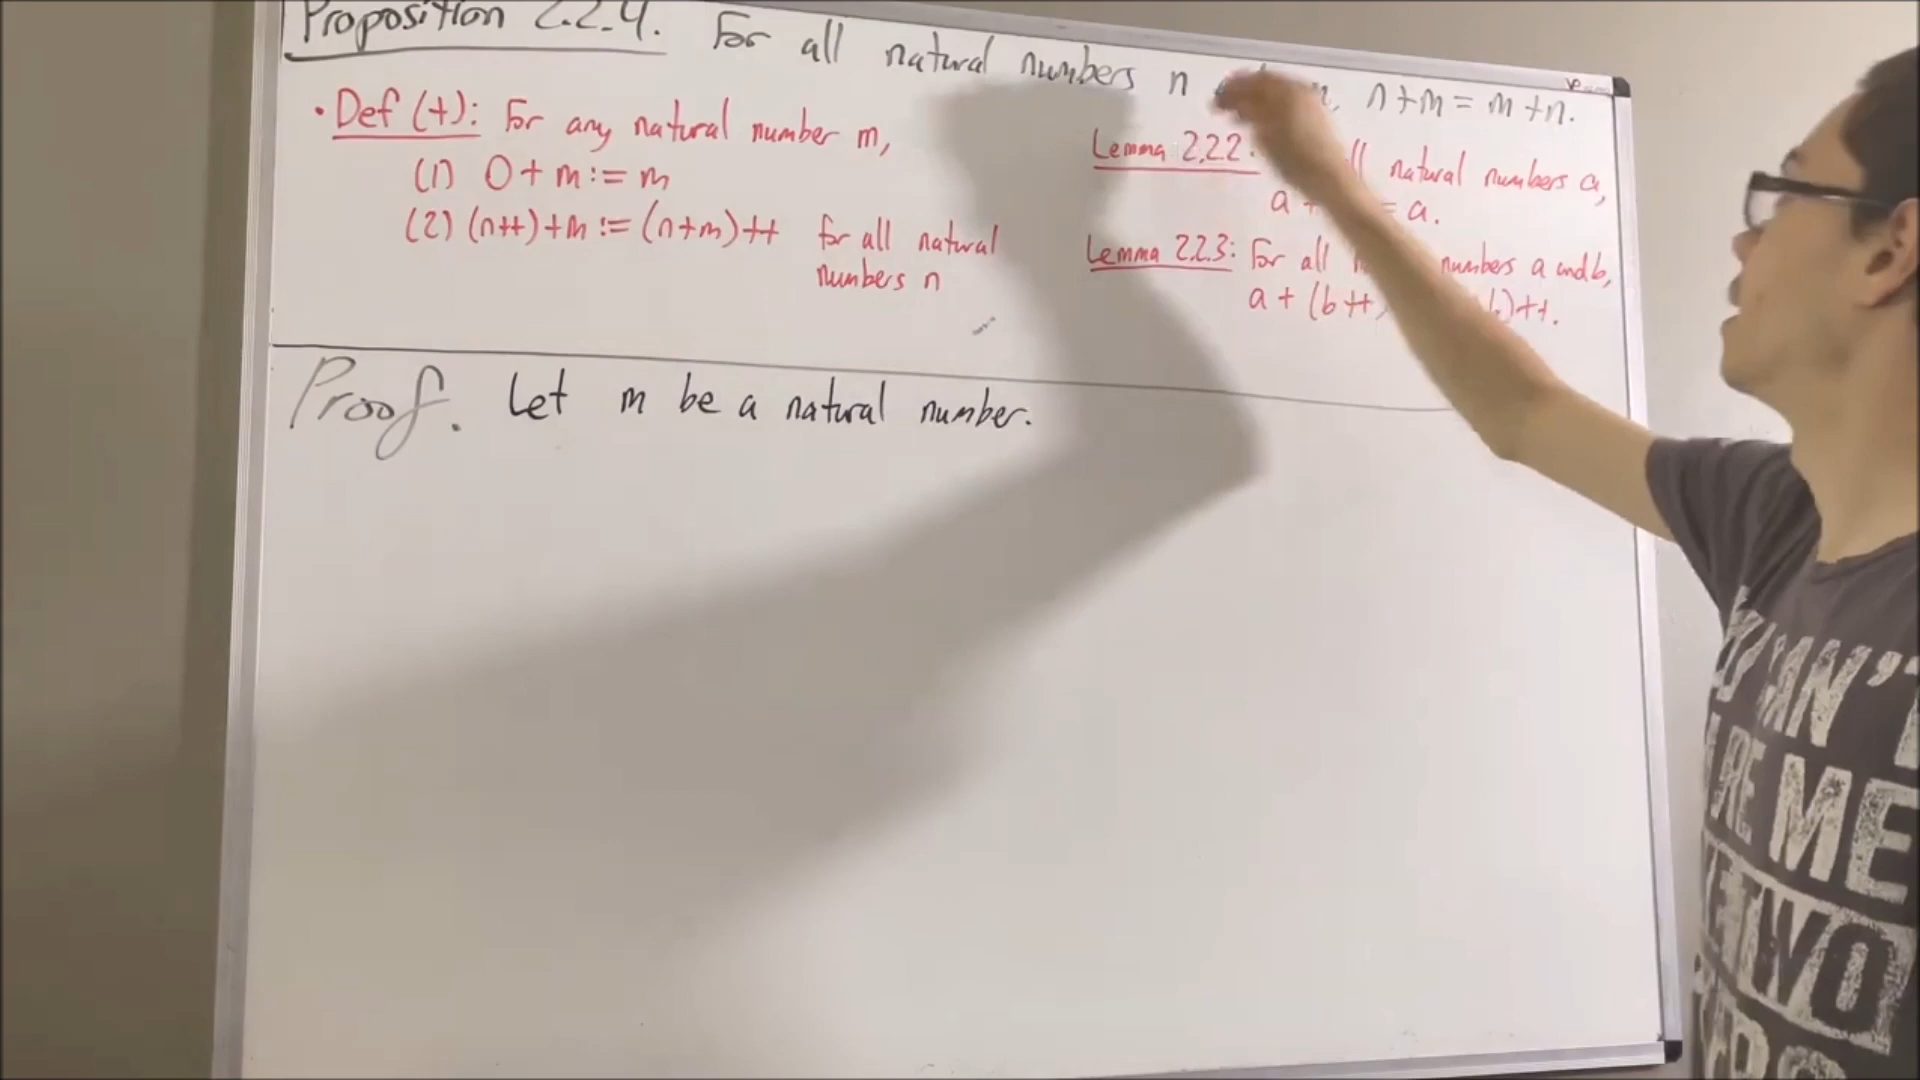 Proposition 2.2.4. For all natural numbers n m, n+m = m+n.
• Def (+): For any natural number m,
(1) 0 + m := m
(2) (n++) + m := (n+m)++ for all natural
numbers n
Lemma 2.2.2: natural numbers a,
a + = a.
Lemma 2.2.3: For all numbers a and b,
a + (b++) b)++.
Proof. Let m be a natural number.